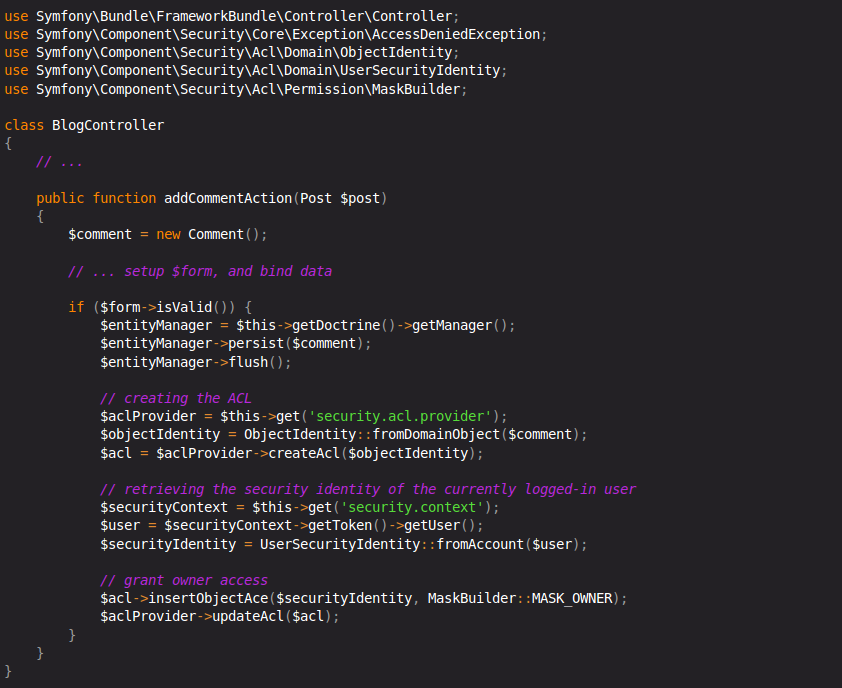 use Symfony\Bundle\FrameworkBundle\Controller\Controller;
use Symfony\Component\Security\Core\Exception\AccessDeniedException;
use Symfony\Component\Security\Acl\Domain\ObjectIdentity;
use Symfony\Component\Security\Acl\Domain\UserSecurityIdentity;
use Symfony\Component\Security\Acl\Permission\MaskBuilder;

class BlogController
{
    // ...

    public function addCommentAction(Post $post)
    {
        $comment = new Comment();

        // ... setup $form, and bind data

        if ($form->isValid()) {
            $entityManager = $this->getDoctrine()->getManager();
            $entityManager->persist($comment);
            $entityManager->flush();

            // creating the ACL
            $aclProvider = $this->get('security.acl.provider');
            $objectIdentity = ObjectIdentity::fromDomainObject($comment);
            $acl = $aclProvider->createAcl($objectIdentity);

            // retrieving the security identity of the currently logged-in user
            $securityContext = $this->get('security.context');
            $user = $securityContext->getToken()->getUser();
            $securityIdentity = UserSecurityIdentity::fromAccount($user);

            // grant owner access
            $acl->insertObjectAce($securityIdentity, MaskBuilder::MASK_OWNER);
            $aclProvider->updateAcl($acl);
        }
    }
}